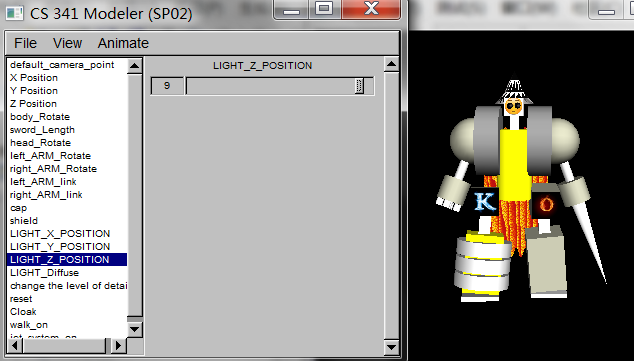 CS 341 Modeler (SP02)
File View Animate
default_camera_point
X Position
Y Position
Z Position
body_Rotate
sword_Length
head_Rotate
left_ARM_Rotate
right_ARM_Rotate
left_ARM_link
right_ARM_link
cap
shield
LIGHT_X_POSITION
LIGHT_Y_POSITION
LIGHT_Z_POSITION
LIGHT_Diffuse
change the level of detai
reset
Cloak
walk_on
LIGHT_Z_POSITION
9
K O